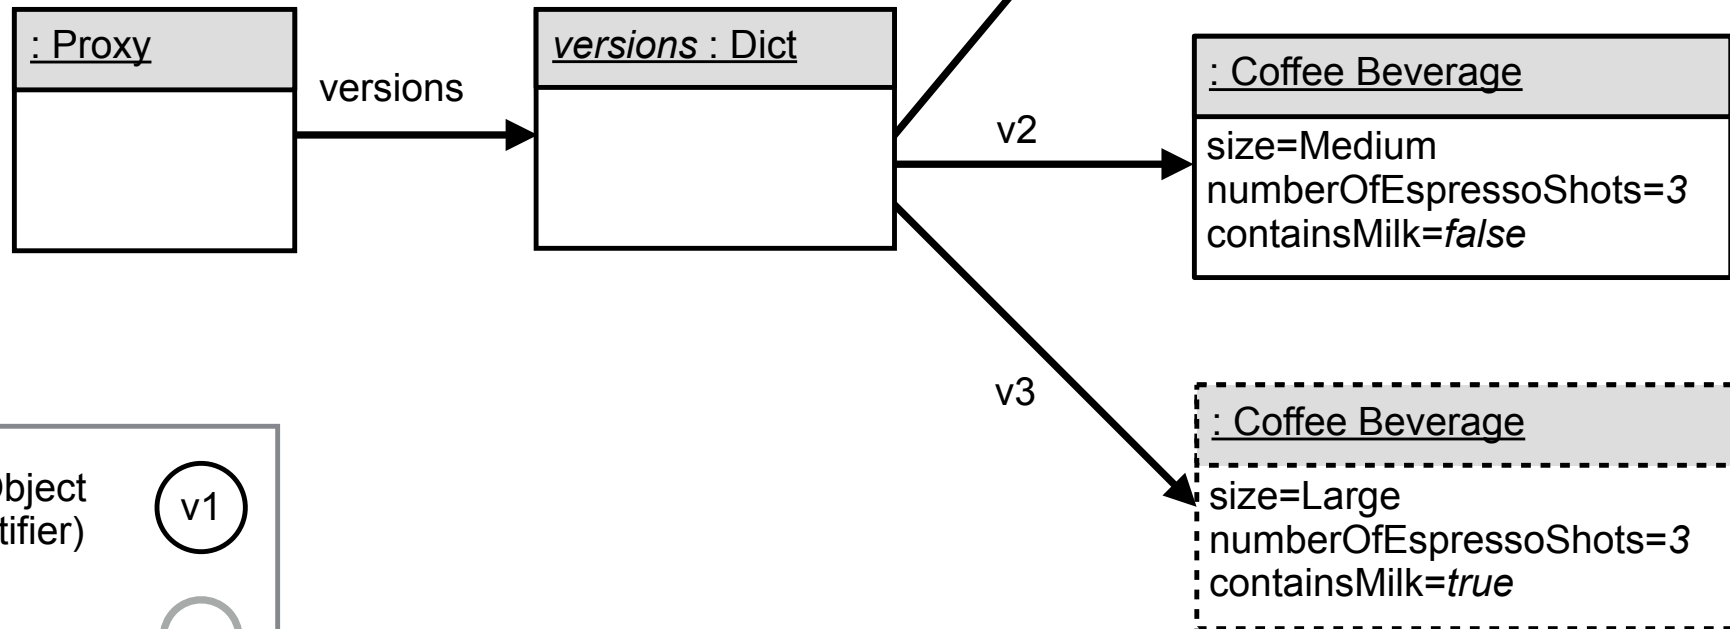 : Proxy
versions
versions : Dict
v2
: Coffee Beverage
size=Medium
numberOfEspressoShots=3
containsMilk=false
v3
: Coffee Beverage
size=Large
numberOfEspressoShots=3
containsMilk=true
v1